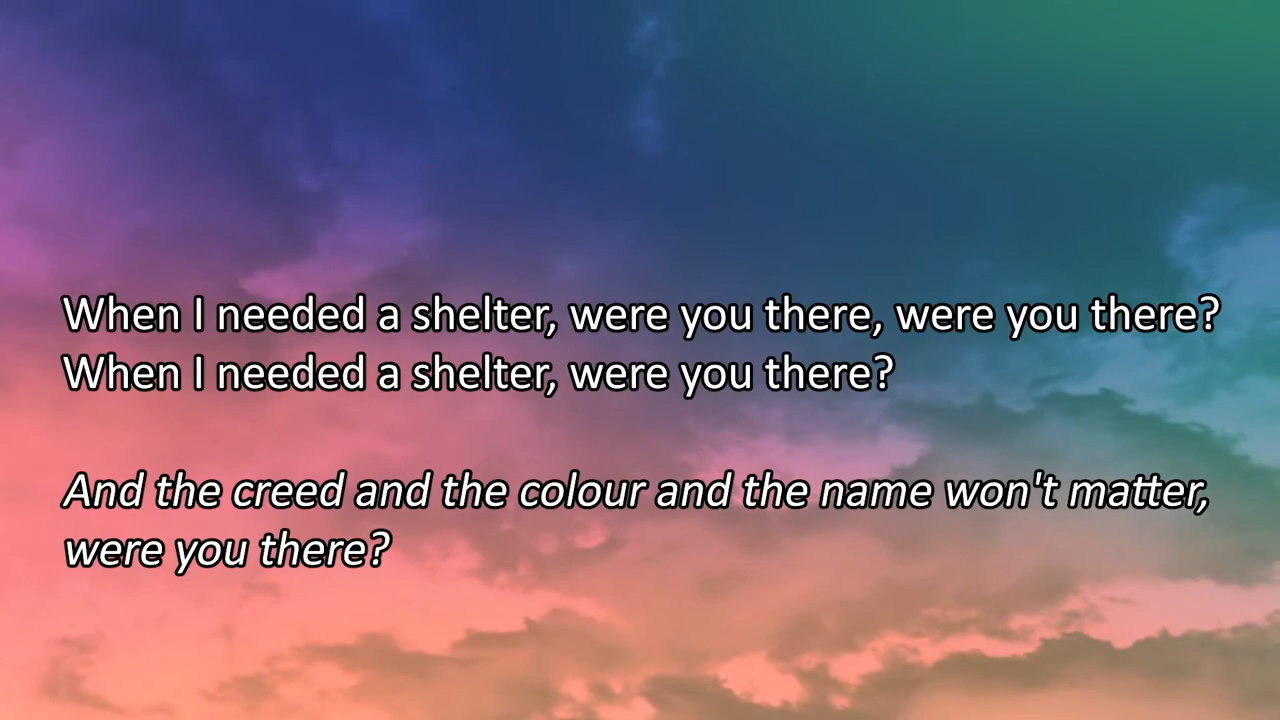 When I needed a shelter, were you there, were you there?
When I needed a shelter, were you there?
And the creed and the colour and the name won't matter,
were you there?